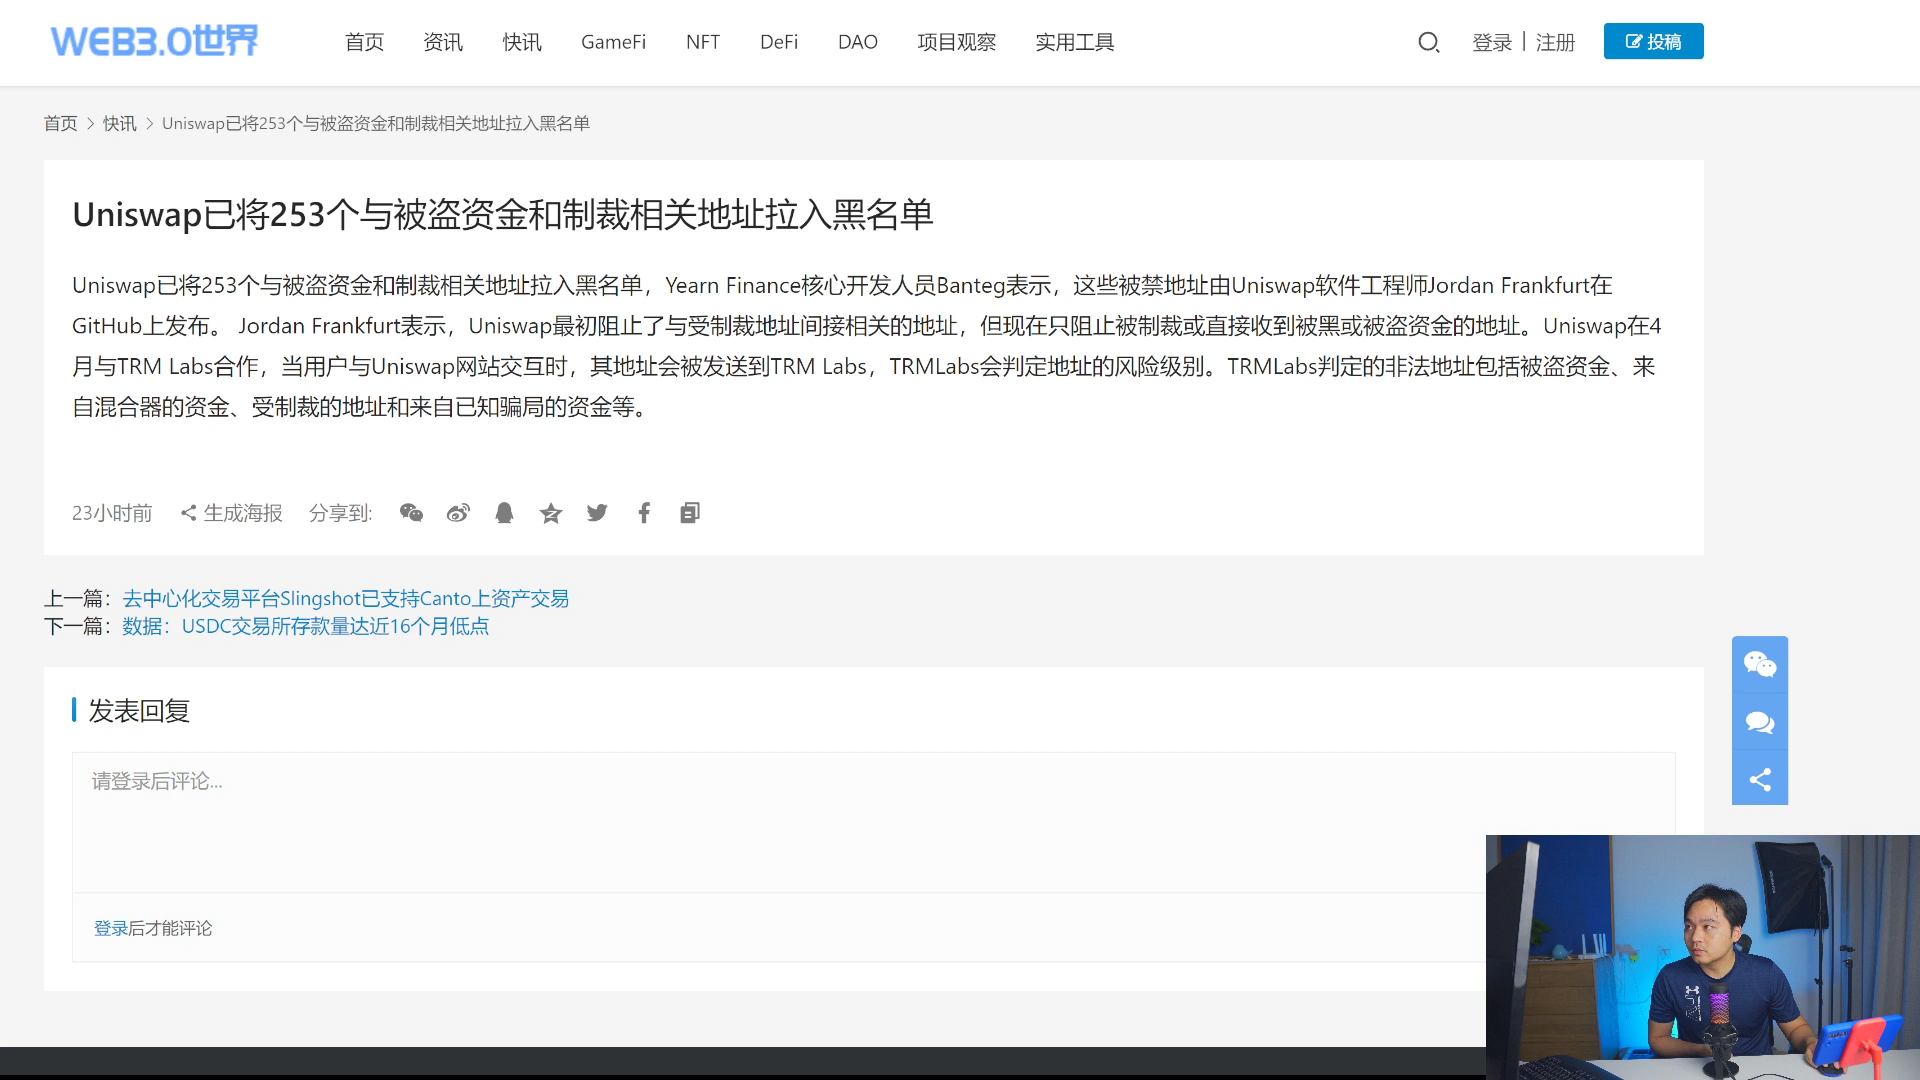 WEB3.0世界
首页 资讯 快讯 GameFi NFT DeFi DAO 项目观察 实用工具
登录 | 注册 投稿
首页 > 快讯 > Uniswap已将253个与被盗资金和制裁相关地址拉入黑名单
Uniswap已将253个与被盗资金和制裁相关地址拉入黑名单
Uniswap已将253个与被盗资金和制裁相关地址拉入黑名单，Yearn Finance核心开发人员Banteg表示，这些被禁地址由Uniswap软件工程师Jordan Frankfurt在
GitHub上发布。 Jordan Frankfurt表示，Uniswap最初阻止了与受制裁地址间接相关的地址，但现在只阻止被制裁或直接收到被黑或被盗资金的地址。Uniswap在4
月与TRM Labs合作，当用户与Uniswap网站交互时，其地址会被发送到TRM Labs，TRMLabs会判定地址的风险级别。TRMLabs判定的非法地址包括被盗资金、来
自混合器的资金、受制裁的地址和来自已知骗局的资金等。
23小时前 生成海报 分享到:
上一篇：去中心化交易平台Slingshot已支持Canto上资产交易
下一篇：数据：USDC交易所存款量达近16个月低点
发表回复
请登录后评论...
登录后才能评论